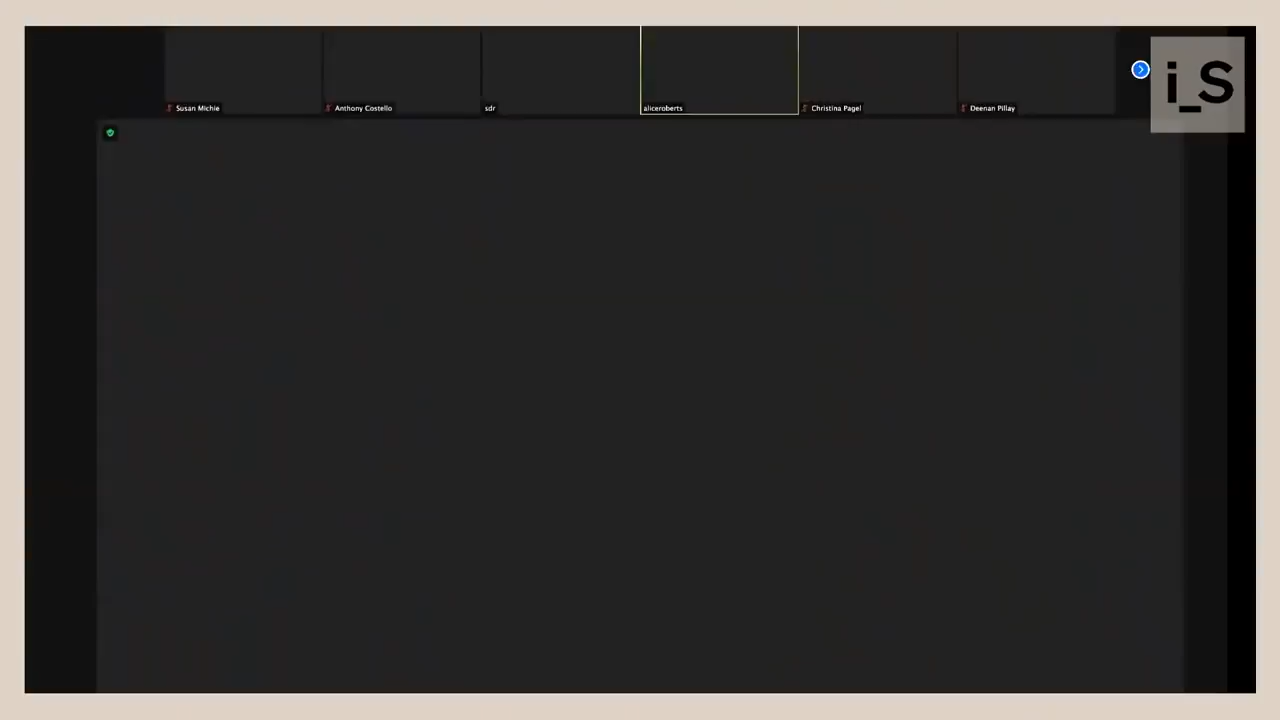 i_S
Susan Michie
Anthony Costello
sdr
aliceroberts
Christina Pagel
Deenan Pillay